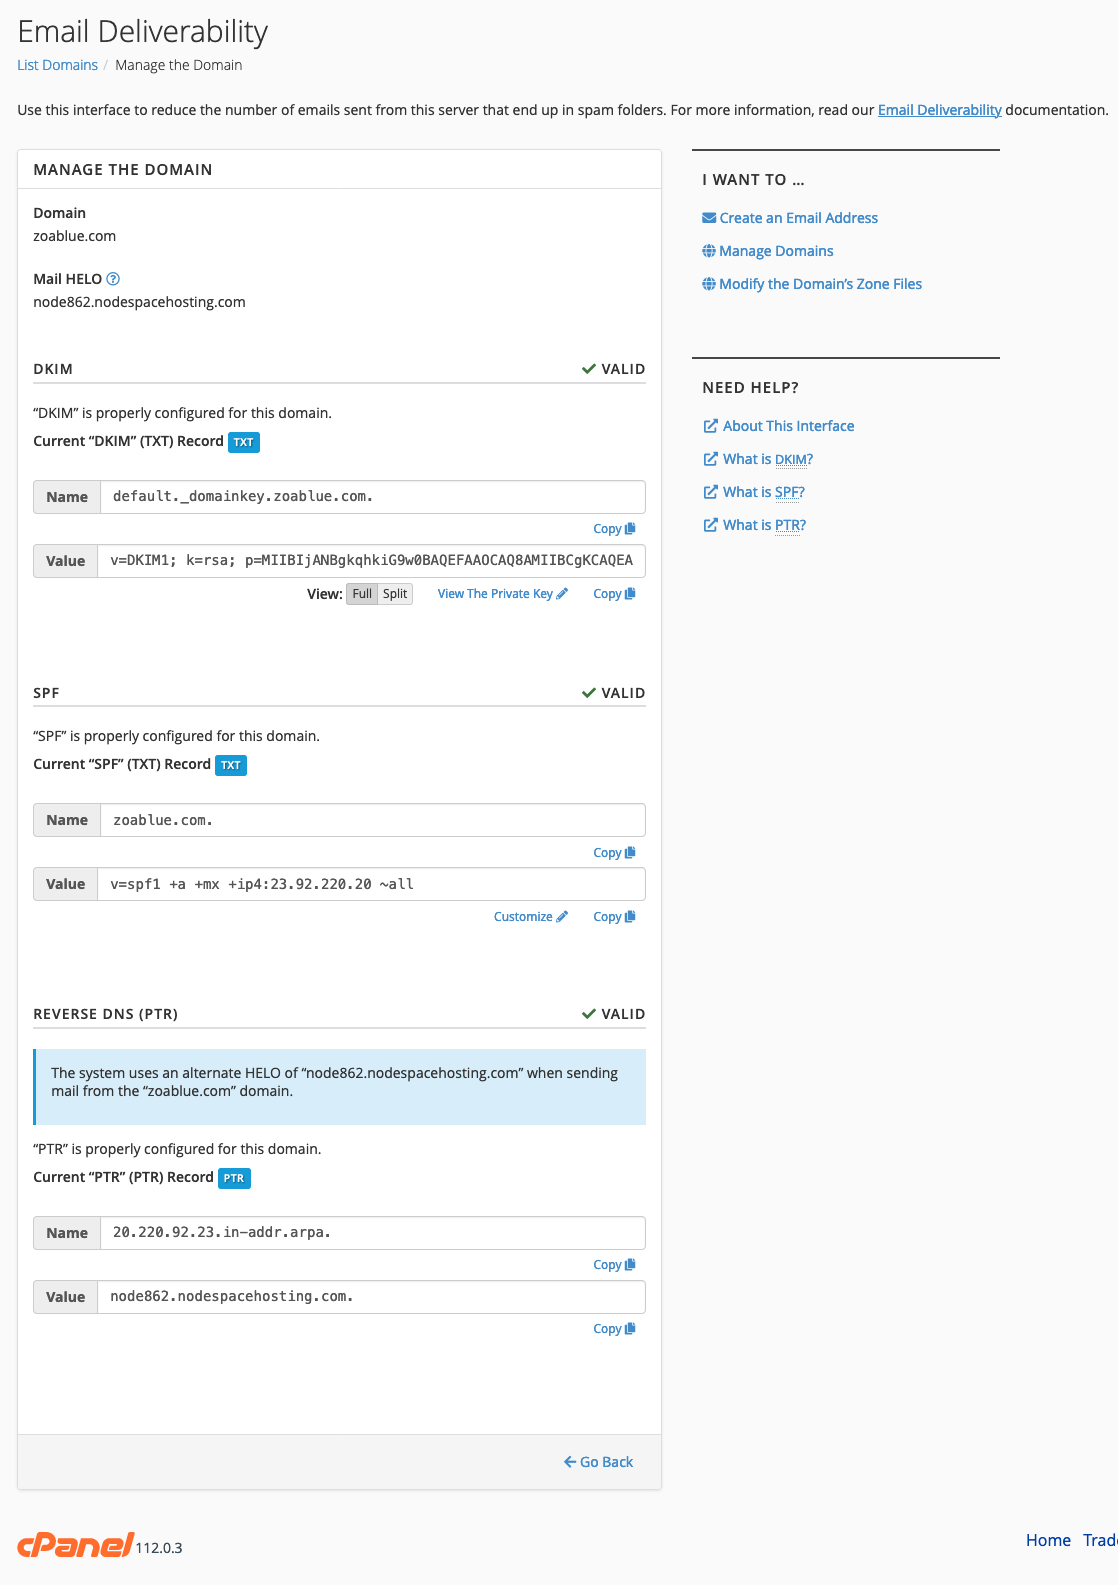 Email Deliverability
List Domains / Manage the Domain
Use this interface to reduce the number of emails sent from this server that end up in spam folders. For more information, read our Email Deliverability documentation.
MANAGE THE DOMAIN
Domain
zoablue.com
Mail HELO
node862.nodespacehosting.com
DKIM VALID
“DKIM” is properly configured for this domain.
Current “DKIM” (TXT) Record TXT
Name default._domainkey.zoablue.com.
Copy
Value v=DKIM1; k=rsa; p=MIIBIjANBgkqhkiG9w0BAQEFAAOCAQ8AMIIBCgKCAQEA
View: Full Split View The Private Key Copy
SPF VALID
“SPF” is properly configured for this domain.
Current “SPF” (TXT) Record TXT
Name zoablue.com.
Copy
Value v=spf1 +a +mx +ip4:23.92.220.20 ~all
Customize Copy
REVERSE DNS (PTR) VALID
The system uses an alternate HELO of “node862.nodespacehosting.com” when sending
mail from the “zoablue.com” domain.
“PTR” is properly configured for this domain.
Current “PTR” (PTR) Record PTR
Name 20.220.92.23.in-addr.arpa.
Copy
Value node862.nodespacehosting.com.
Copy
Go Back
I WANT TO ...
Create an Email Address
Manage Domains
Modify the Domain’s Zone Files
NEED HELP?
About This Interface
What is DKIM?
What is SPF?
What is PTR?
cPanel 112.0.3
Home Trad